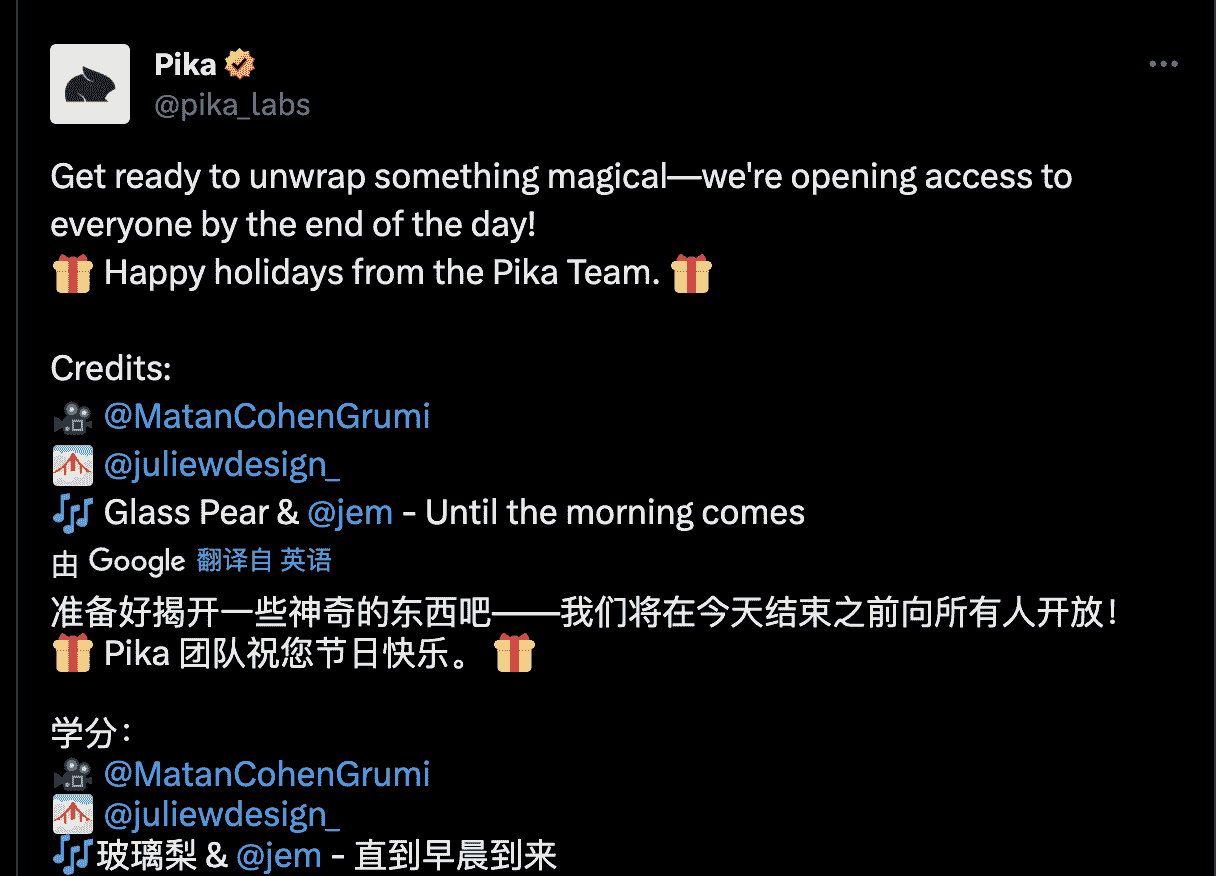 Pika
@pika_labs
Get ready to unwrap something magical—we're opening access to
everyone by the end of the day!
🎁 Happy holidays from the Pika Team. 🎁
Credits:
🎥 @MatanCohenGrumi
🌁 @juliewdesign_
🎶 Glass Pear & @jem - Until the morning comes
由 Google 翻译自 英语
准备好揭开一些神奇的东西吧——我们将在今天结束之前向所有人开放！
🎁 Pika 团队祝您节日快乐。 🎁
学分：
🎥 @MatanCohenGrumi
🌁 @juliewdesign_
🎶玻璃梨 & @jem - 直到早晨到来